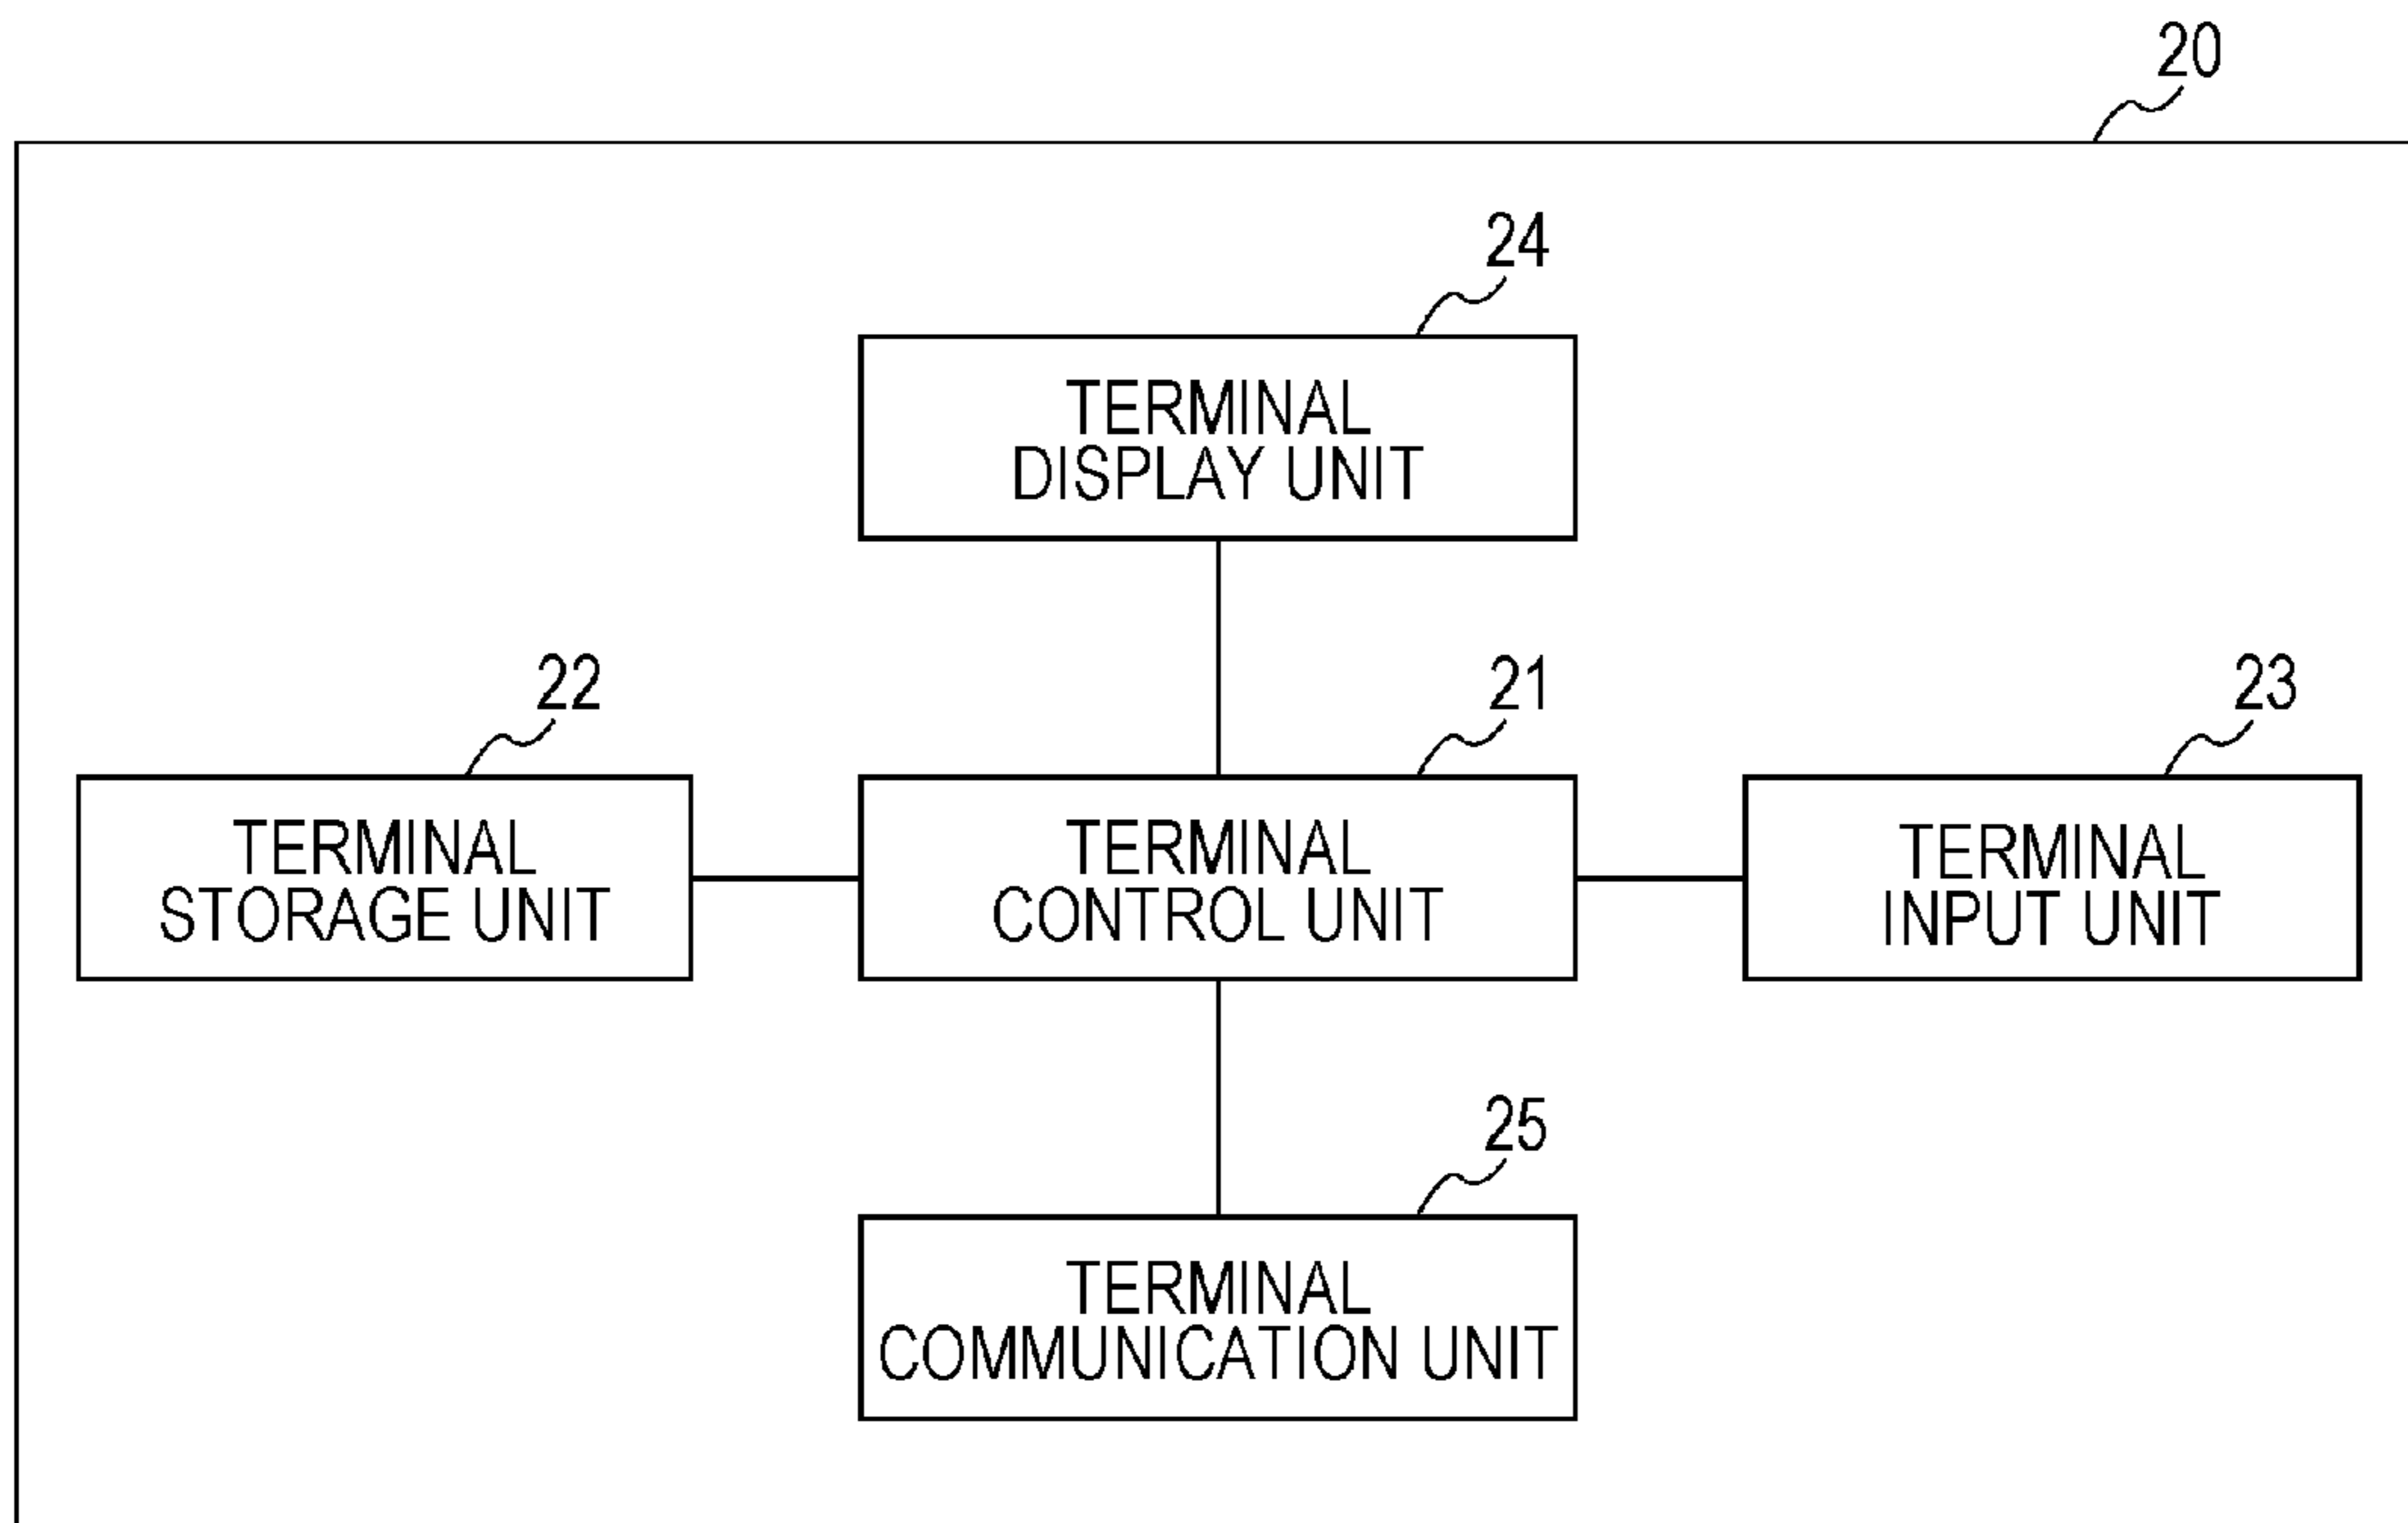 20
24
TERMINAL
DISPLAY UNIT
22
21
23
TERMINAL
STORAGE UNIT
TERMINAL
CONTROL UNIT
TERMINAL
INPUT UNIT
25
TERMINAL
COMMUNICATION UNIT